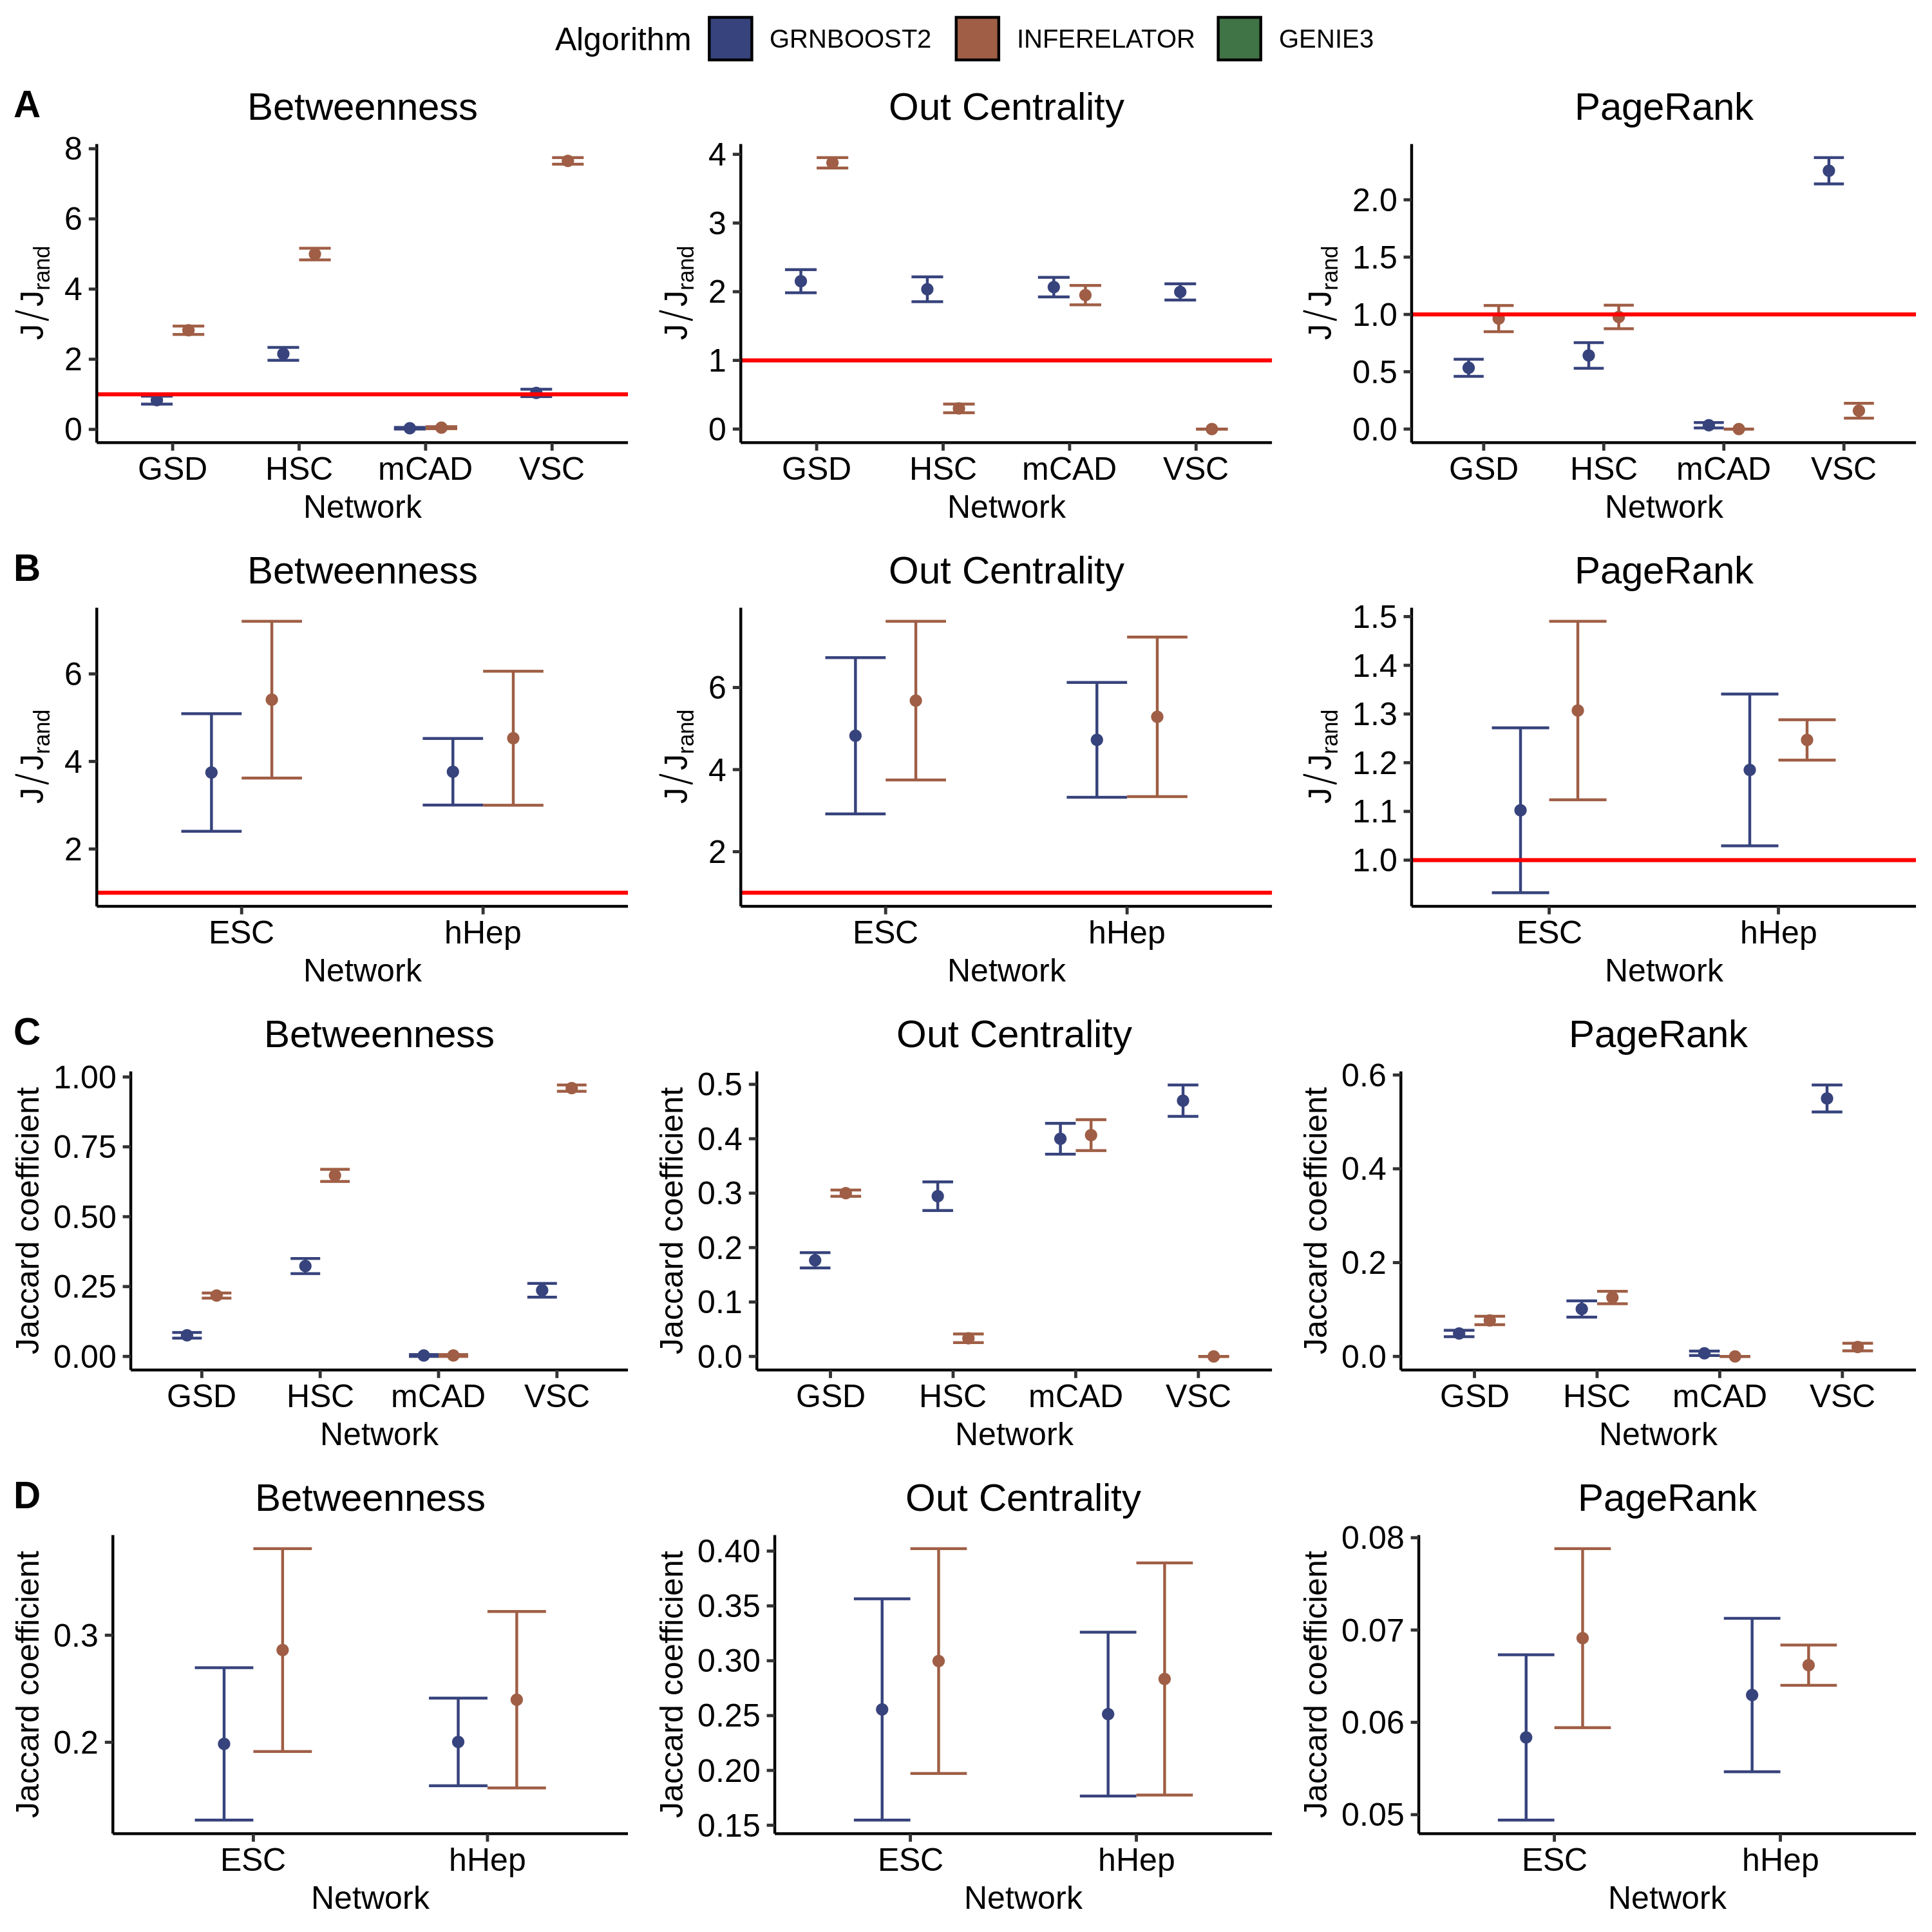 Algorithm GRNBOOST2 INFERELATOR GENIE3
A
Betweenness
8
6
4
2
0
J/Jrand
GSD HSC mCAD VSC
Network
Out Centrality
4
3
2
1
0
J/Jrand
GSD HSC mCAD VSC
Network
PageRank
2.0
1.5
1.0
0.5
0.0
J/Jrand
GSD HSC mCAD VSC
Network
B
Betweenness
6
4
2
J/Jrand
ESC hHep
Network
Out Centrality
6
4
2
J/Jrand
ESC hHep
Network
PageRank
1.5
1.4
1.3
1.2
1.1
1.0
J/Jrand
ESC hHep
Network
C
Betweenness
1.00
0.75
0.50
0.25
0.00
Jaccard coefficient
GSD HSC mCAD VSC
Network
Out Centrality
0.5
0.4
0.3
0.2
0.1
0.0
Jaccard coefficient
GSD HSC mCAD VSC
Network
PageRank
0.6
0.4
0.2
0.0
Jaccard coefficient
GSD HSC mCAD VSC
Network
D
Betweenness
0.3
0.2
Jaccard coefficient
ESC hHep
Network
Out Centrality
0.40
0.35
0.30
0.25
0.20
0.15
Jaccard coefficient
ESC hHep
Network
PageRank
0.08
0.07
0.06
0.05
Jaccard coefficient
ESC hHep
Network